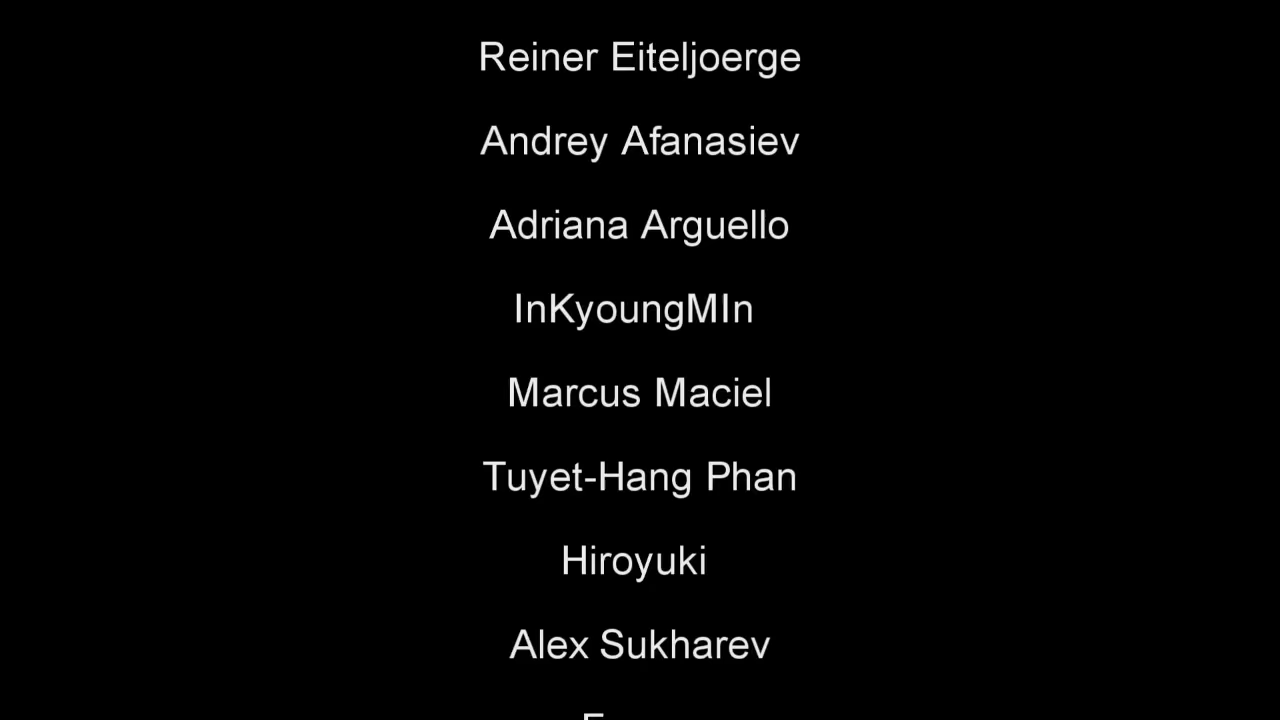 Reiner Eiteljoerge
Andrey Afanasiev
Adriana Arguello
InKyoungMIn
Marcus Maciel
Tuyet-Hang Phan
Hiroyuki
Alex Sukharev